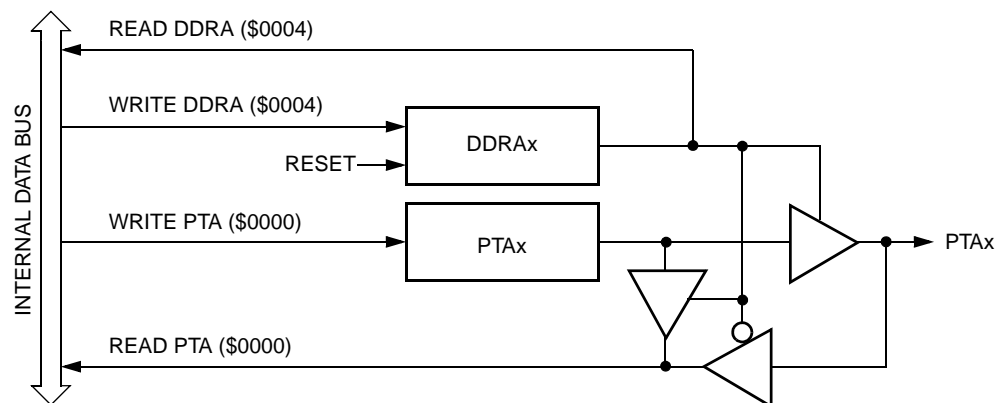 READ DDRA ($0004)
WRITE DDRA ($0004)
DDRAx
RESET
INTERNAL DATA BUS
WRITE PTA ($0000)
PTAx
PTAx
READ PTA ($0000)